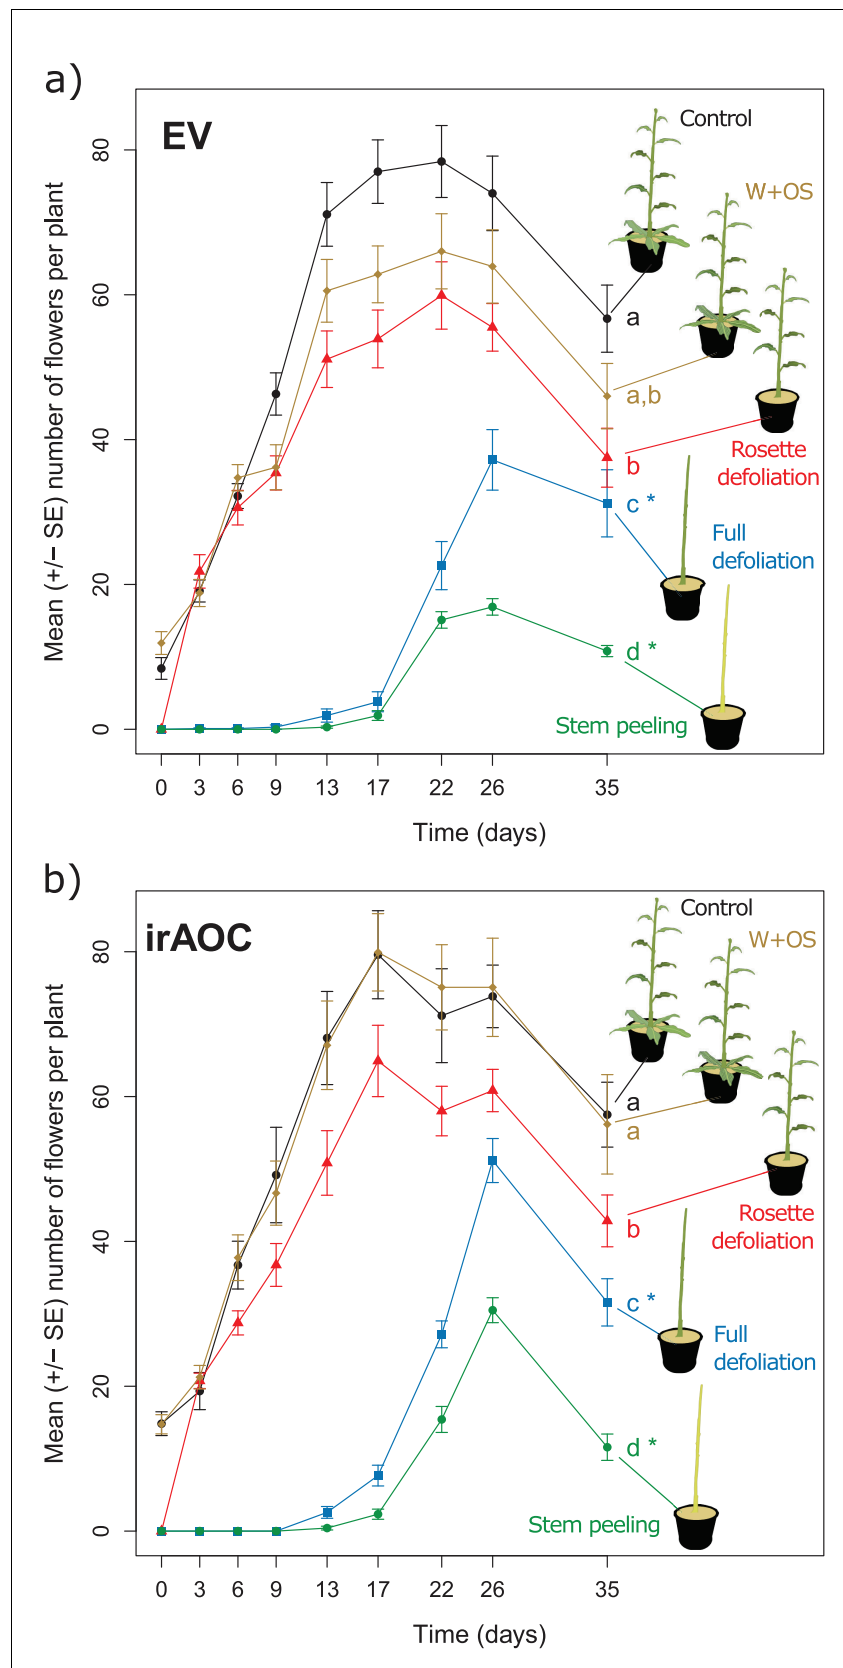 a)
EV
Control
W+OS
Rosette
defoliation
Full
defoliation
Stem peeling
a
a,b
b
c *
d *
Mean (+/− SE) number of flowers per plant
80
60
40
20
0
0 3 6 9 13 17 22 26 35
Time (days)
b)
irAOC
Control
W+OS
Rosette
defoliation
Full
defoliation
Stem peeling
a
a
b
c *
d *
Mean (+/− SE) number of flowers per plant
80
60
40
20
0
0 3 6 9 13 17 22 26 35
Time (days)